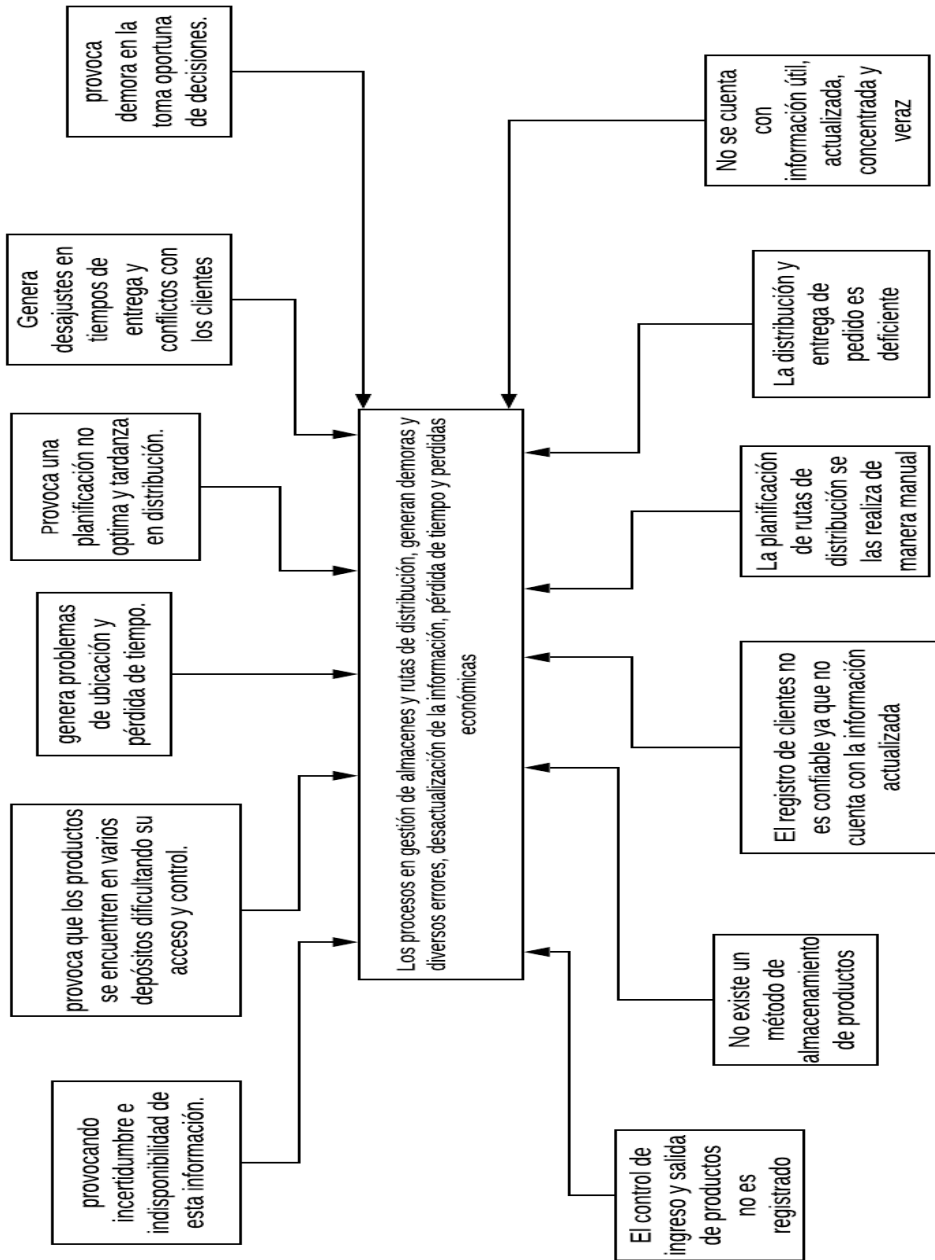 provocando
incertidumbre e
indisponibilidad de
esta información.
provoca que los productos
se encuentren en varios
depósitos dificultando su
acceso y control.
genera problemas
de ubicación y
pérdida de tiempo.
Provoca una
planificación no
optima y tardanza
en distribución.
Genera
desajustes en
tiempos de
entrega y
conflictos con
los clientes
provoca
demora en la
toma oportuna
de decisiones.
Los procesos en gestión de almacenes y rutas de distribución, generan demoras y
diversos errores, desactualización de la información, pérdida de tiempo y perdidas
económicas
El control de
ingreso y salida
de productos
no es
registrado
No existe un
método de
almacenamiento
de productos
El registro de clientes no
es confiable ya que no
cuenta con la información
actualizada
La planificación
de rutas de
distribución se
las realiza de
manera manual
La distribución y
entrega de
pedido es
deficiente
No se cuenta
con
información útil,
actualizada,
concentrada y
veraz